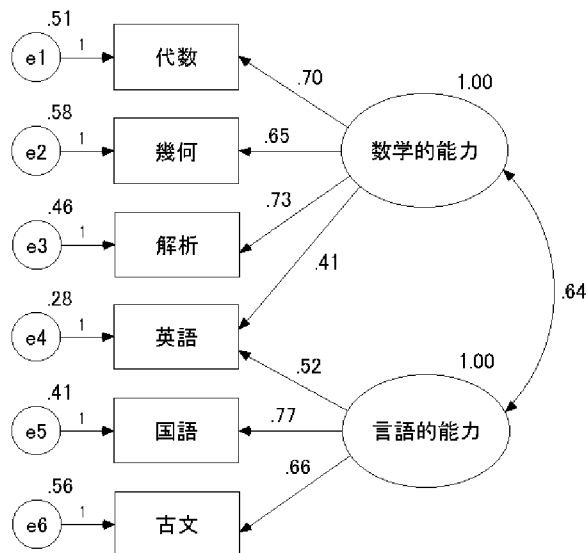 .51
e1
1
代数
.70
1.00
.58
e2
1
幾何
.65
数学的能力
.46
e3
1
解析
.73
.41
.28
e4
1
英語
.64
.52
1.00
.41
e5
1
国語
.77
言語的能力
.66
.56
e6
1
古文